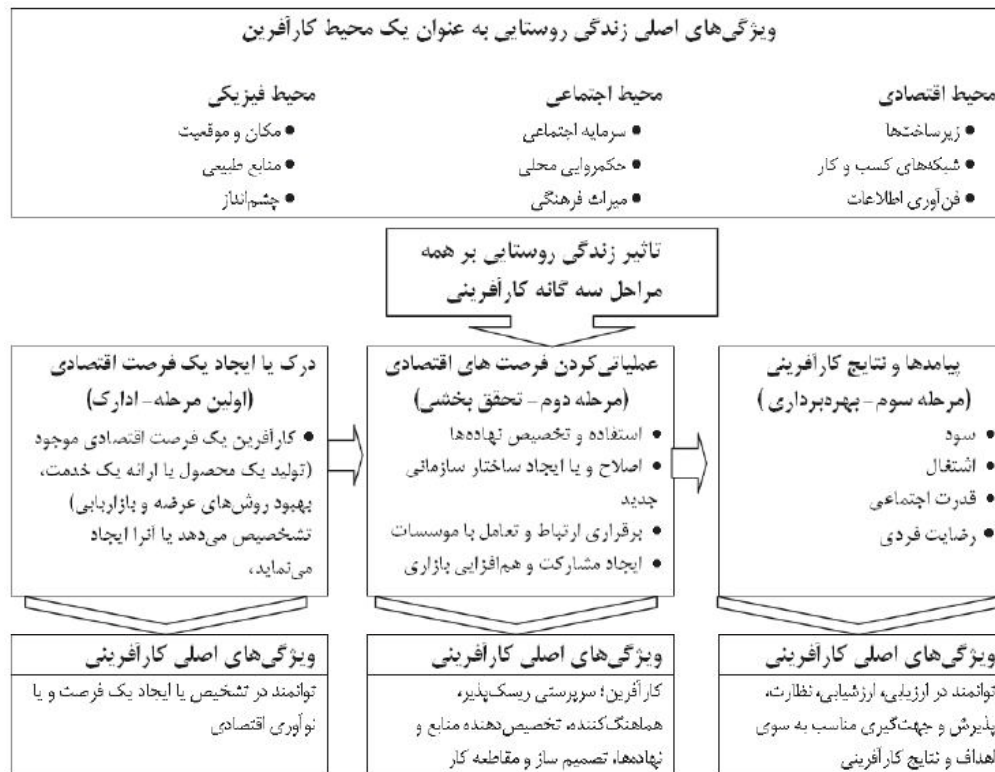 ویژگی‌های اصلی زندگی روستایی به عنوان یک محیط کارآفرین
محیط اقتصادی
● زیرساخت‌ها
● شبکه‌های کسب و کار
● فن‌آوری اطلاعات
محیط اجتماعی
● سرمایه اجتماعی
● حکمروایی محلی
● میراث فرهنگی
محیط فیزیکی
● مکان و موقعیت
● منابع طبیعی
● چشم‌انداز
تاثیر زندگی روستایی بر همه
مراحل سه گانه کارآفرینی
درک یا ایجاد یک فرصت اقتصادی
(اولین مرحله- ادارک)
● کارآفرین یک فرصت اقتصادی موجود
(تولید یک محصول یا ارائه یک خدمت،
بهبود روش‌های عرضه و بازاریابی)
تشخصیص می‌دهد یا آنرا ایجاد
می‌نماید،
عملیاتی‌کردن فرصت های اقتصادی
(مرحله دوم- تحقق بخشی)
● استفاده و تخصیص نهاده‌ها
● اصلاح و یا ایجاد ساختار سازمانی
جدید
● برقراری ارتباط و تعامل با موسسات
● ایجاد مشارکت و هم‌افزایی بازاری
پیامدها و نتایج کارآفرینی
(مرحله سوم- بهره‌برداری )
● سود
● اشتغال
● قدرت اجتماعی
● رضایت فردی
ویژگی‌های اصلی کارآفرینی
توانمند در تشخیص یا ایجاد یک فرصت و یا
نوآوری اقتصادی
ویژگی‌های اصلی کارآفرینی
کارآفرین؛ سرپرستی ریسک‌پذیر،
هماهنگ‌کننده، تخصیص‌دهنده منابع و
نهاده‌ها، تصمیم ساز و مقاطعه کار
ویژگی‌های اصلی کارآفرینی
توانمند در ارزیابی، ارزشیابی، نظارت،
پذیرش و جهت‌گیری مناسب به سوی
اهداف و نتایج کارآفرینی